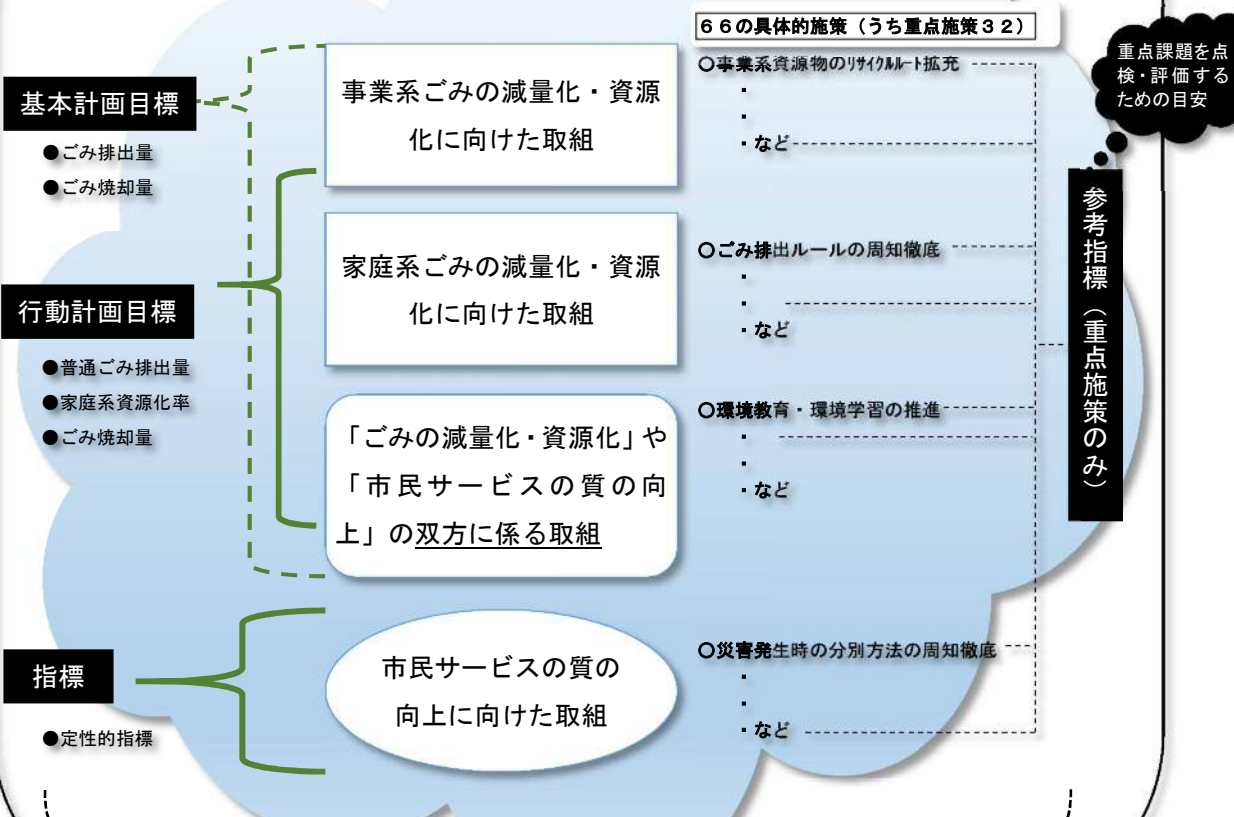 ６６の具体的施策（うち重点施策３２）
重点課題を点
検・評価する
ための目安
基本計画目標
●ごみ排出量
●ごみ焼却量
事業系ごみの減量化・資源
化に向けた取組
○事業系資源物のﾘｻｲｸﾙﾙｰﾄ拡充
・
・
・など
参考指標（重点施策のみ）
行動計画目標
●普通ごみ排出量
●家庭系資源化率
●ごみ焼却量
家庭系ごみの減量化・資源
化に向けた取組
○ごみ排出ルールの周知徹底
・
・
・など
「ごみの減量化・資源化」や
「市民サービスの質の向
上」の双方に係る取組
○環境教育・環境学習の推進
・
・
・など
指標
●定性的指標
市民サービスの質の
向上に向けた取組
○災害発生時の分別方法の周知徹底
・
・
・など